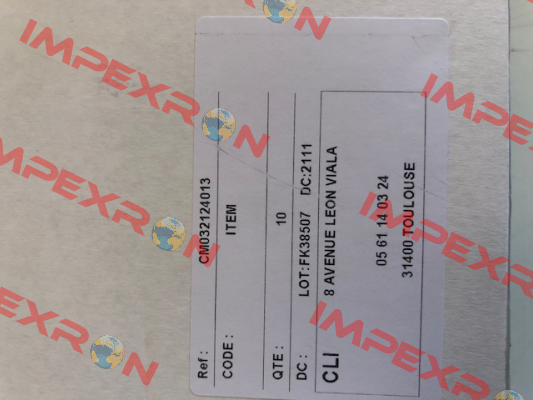 Ref : CM032124013
CODE : ITEM
QTE : 10
DC : LOT:FK38507 DC:2111
CLI 8 AVENUE LEON VIALA
05 61 14 03 24
31400 TOULOUSE
IMPEXRON
IMPEXRON
IMPEXRON
IMPEXRON
IMPEXRON